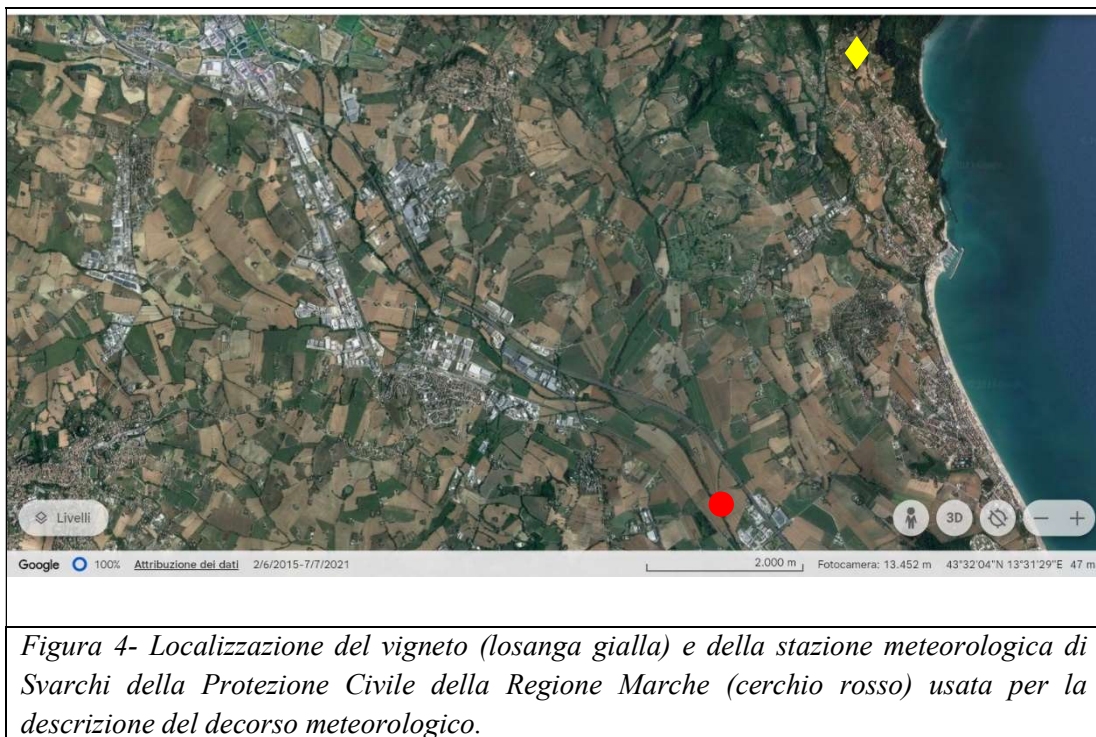 Livelli
3D
Google 100% Attribuzione dei dati 2/6/2015-7/7/2021 2.000 m Fotocamera: 13.452 m 43°32'04"N 13°31'29"E 47 m
Figura 4- Localizzazione del vigneto (losanga gialla) e della stazione meteorologica di
Svarchi della Protezione Civile della Regione Marche (cerchio rosso) usata per la
descrizione del decorso meteorologico.